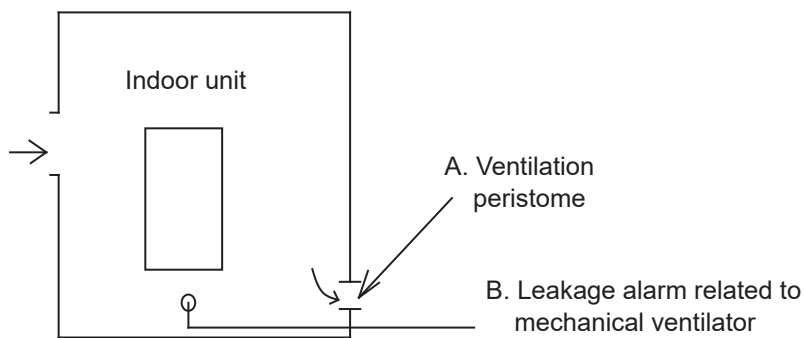 Indoor unit
A. Ventilation
peristome
B. Leakage alarm related to
mechanical ventilator